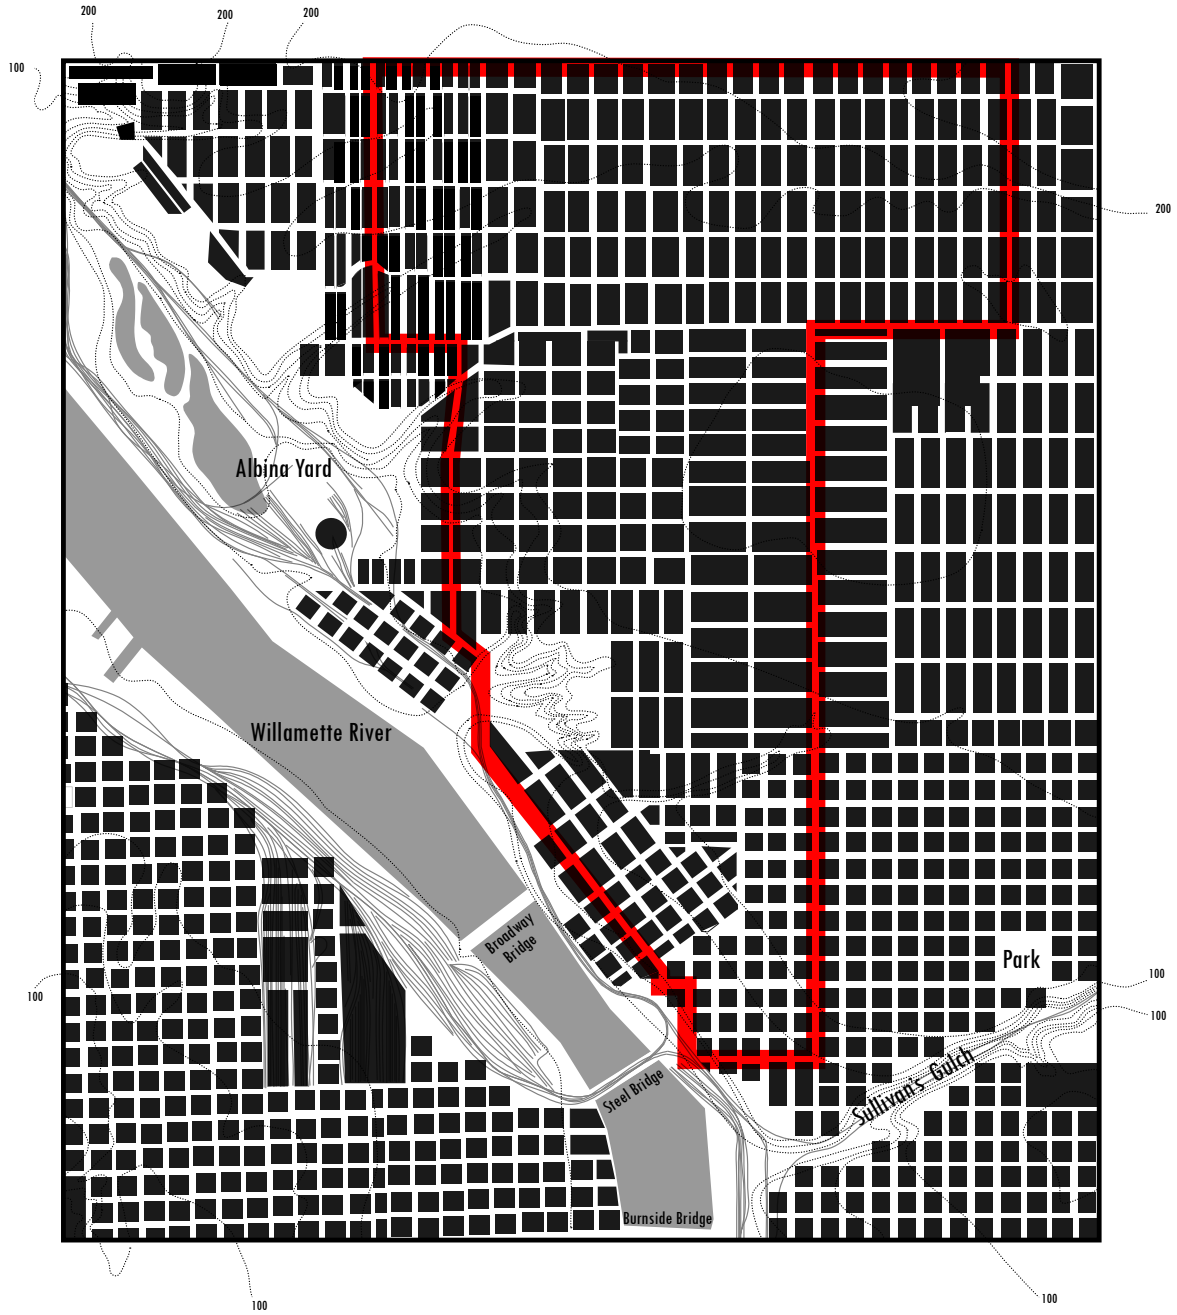 200
200
200
100
200
Albina Yard
Willamette River
Broadway
Bridge
Park
100
100
100
Sullivan's Gulch
Steel Bridge
Burnside Bridge
100
100